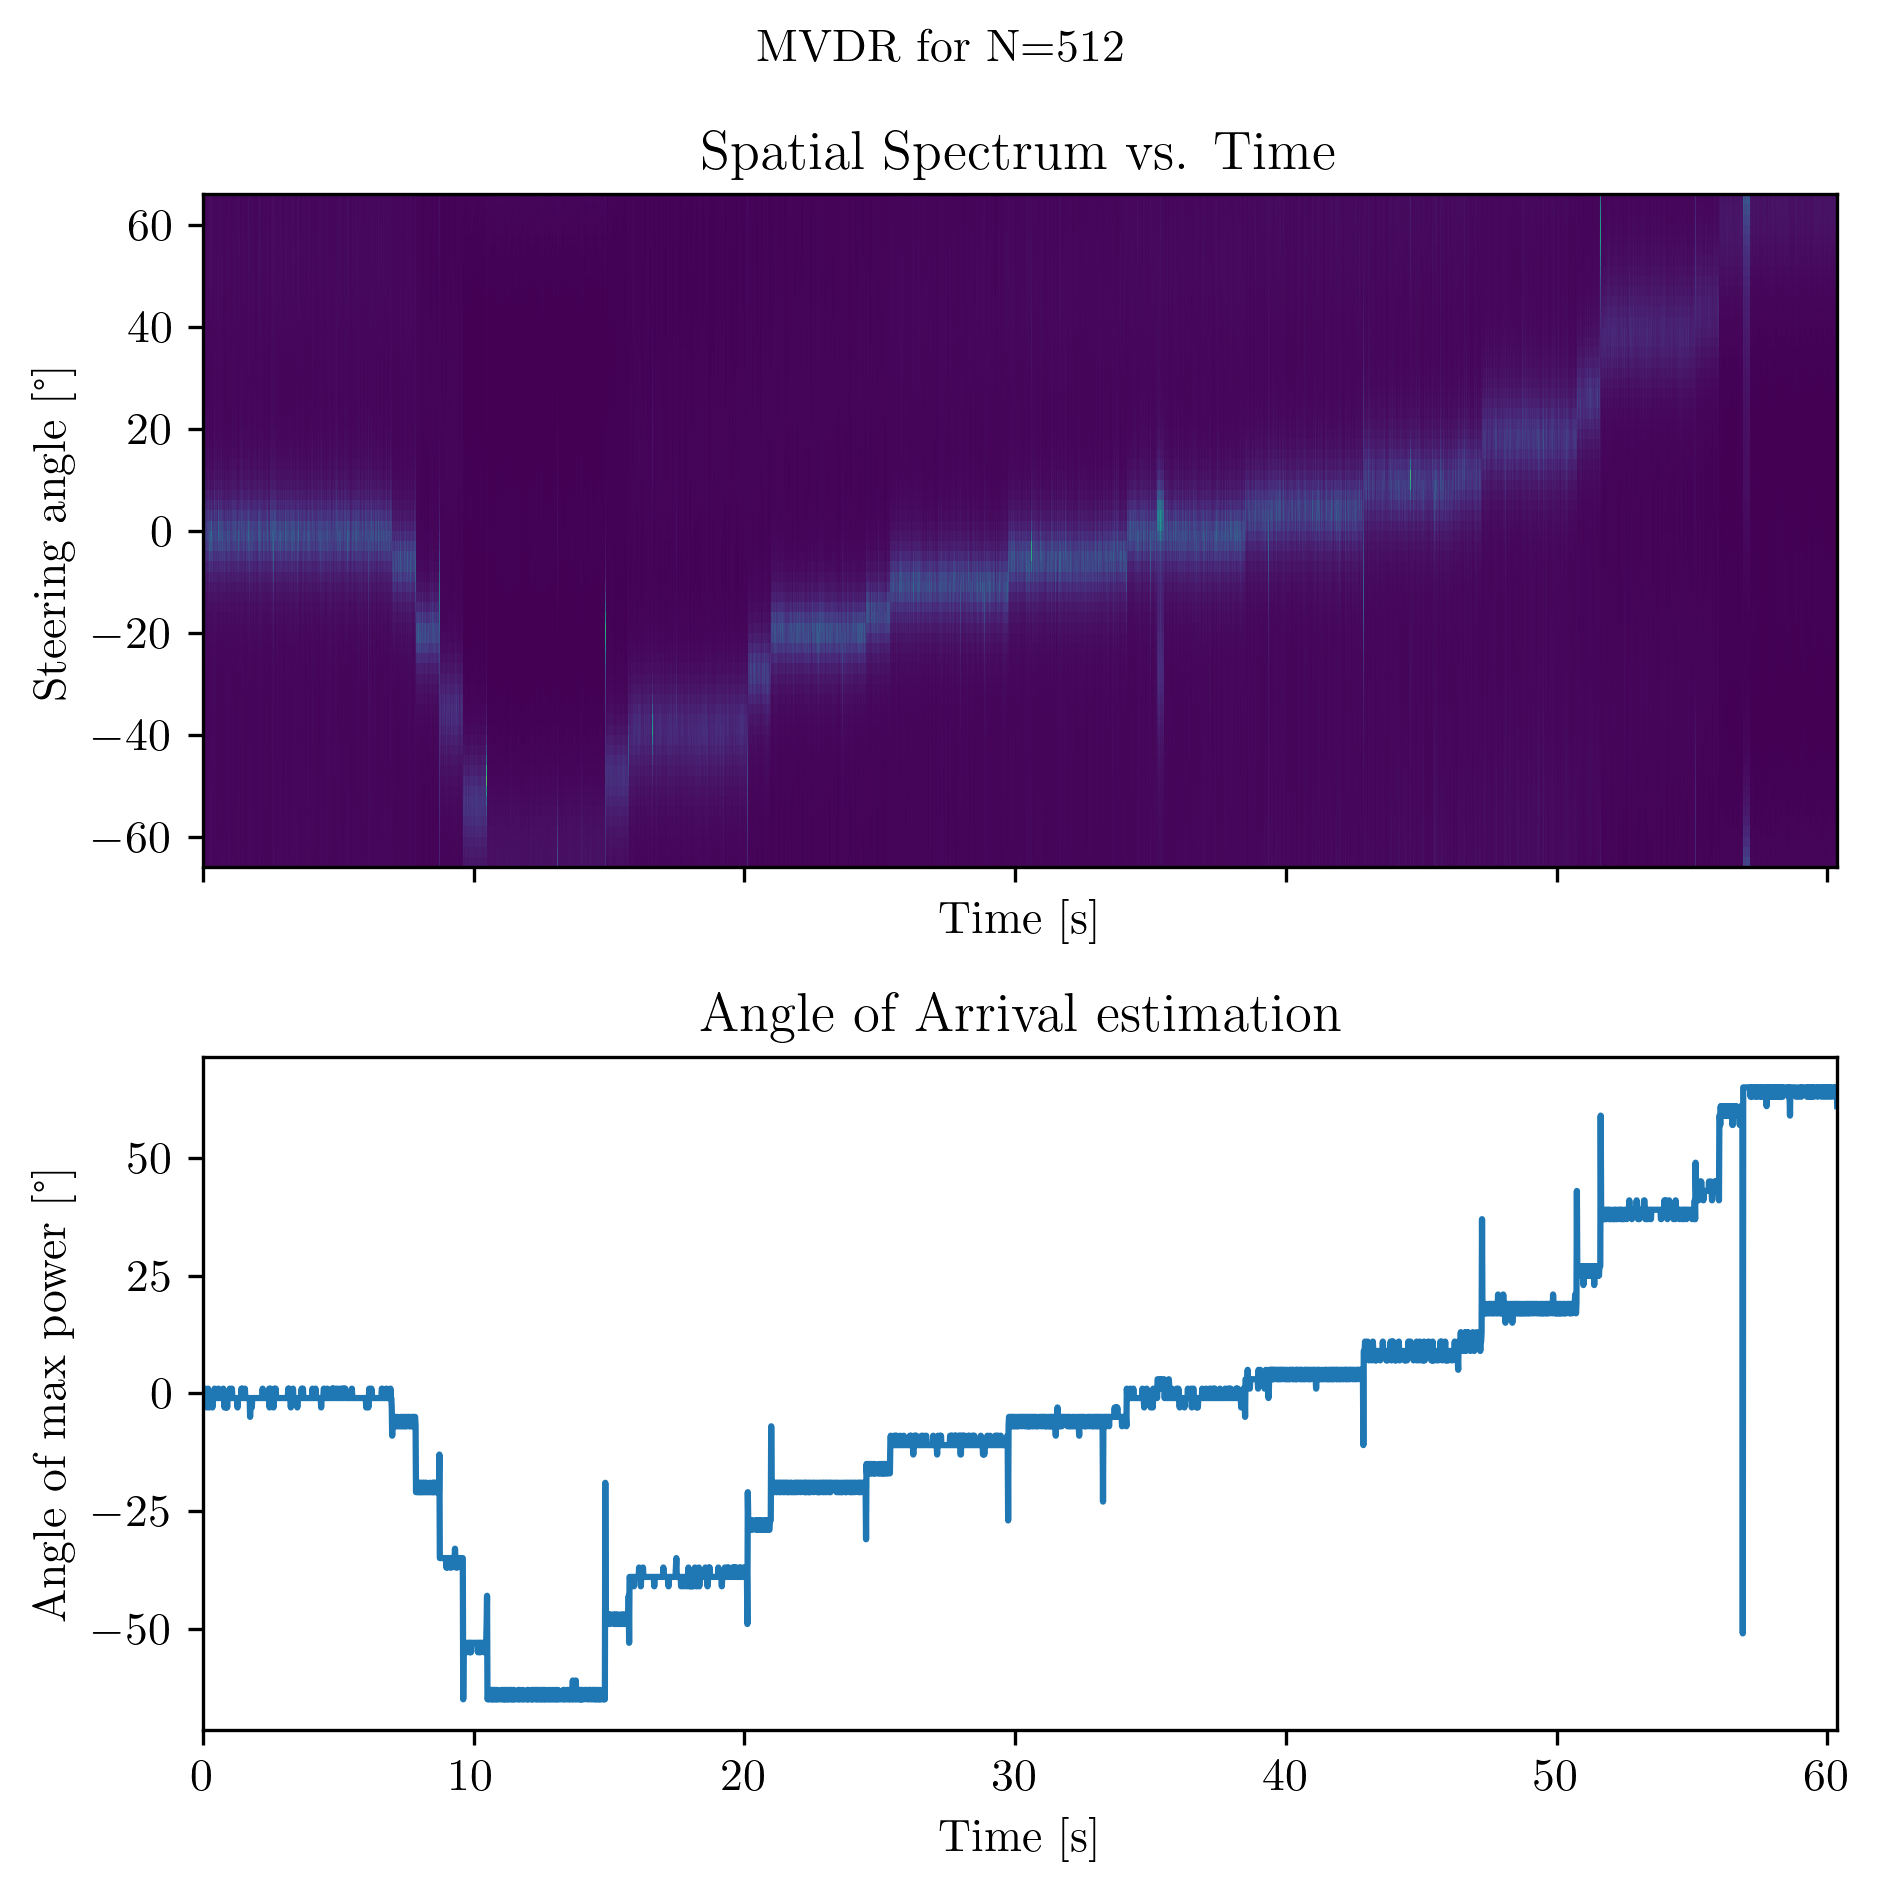 MVDR for N=512
Spatial Spectrum vs. Time
Steering angle [°]
60
40
20
0
−20
−40
−60
Time [s]
Angle of Arrival estimation
Angle of max power [°]
50
25
0
−25
−50
0 10 20 30 40 50 60
Time [s]